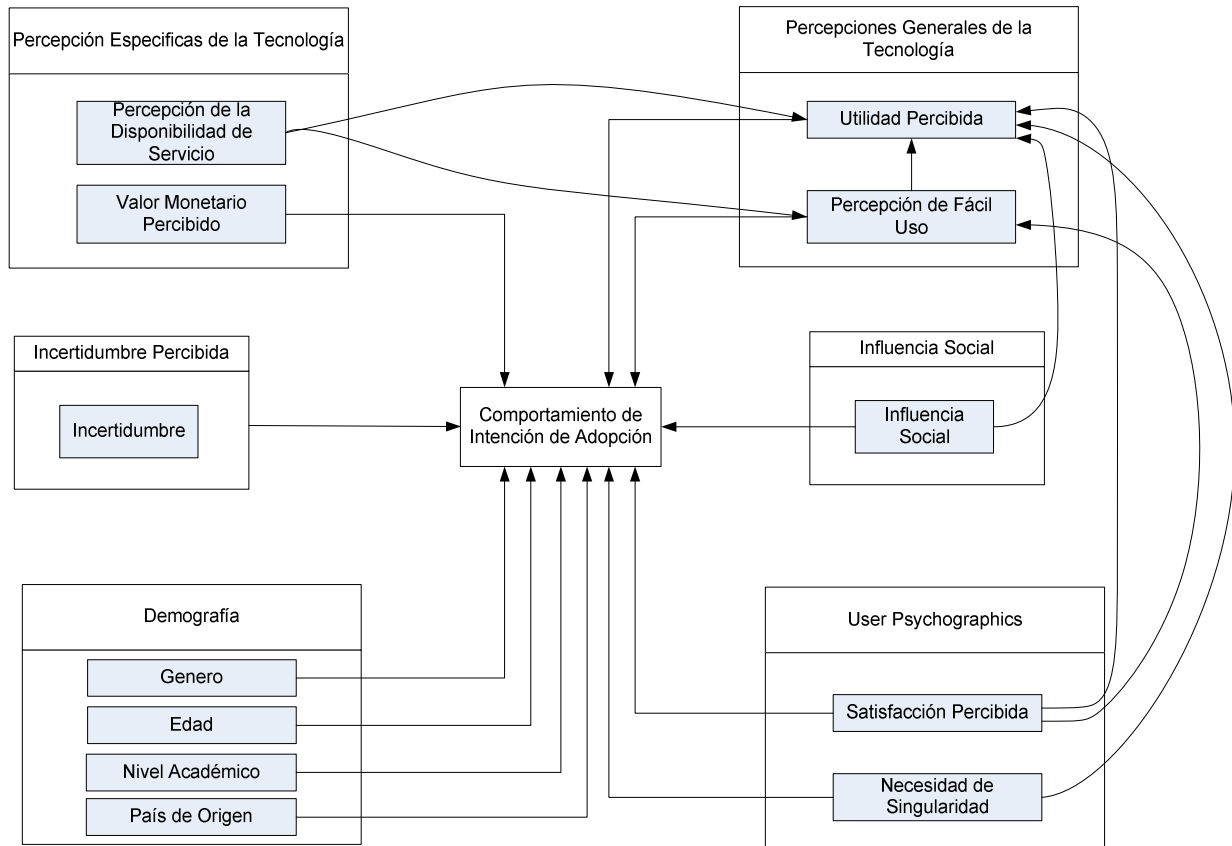 Percepción Especificas de la Tecnología
Percepción de la
Disponibilidad de
Servicio
Valor Monetario
Percibido
Percepciones Generales de la
Tecnología
Utilidad Percibida
Percepción de Fácil
Uso
Incertidumbre Percibida
Incertidumbre
Comportamiento de
Intención de Adopción
Influencia Social
Influencia
Social
Demografía
Genero
Edad
Nivel Académico
País de Origen
User Psychographics
Satisfacción Percibida
Necesidad de
Singularidad